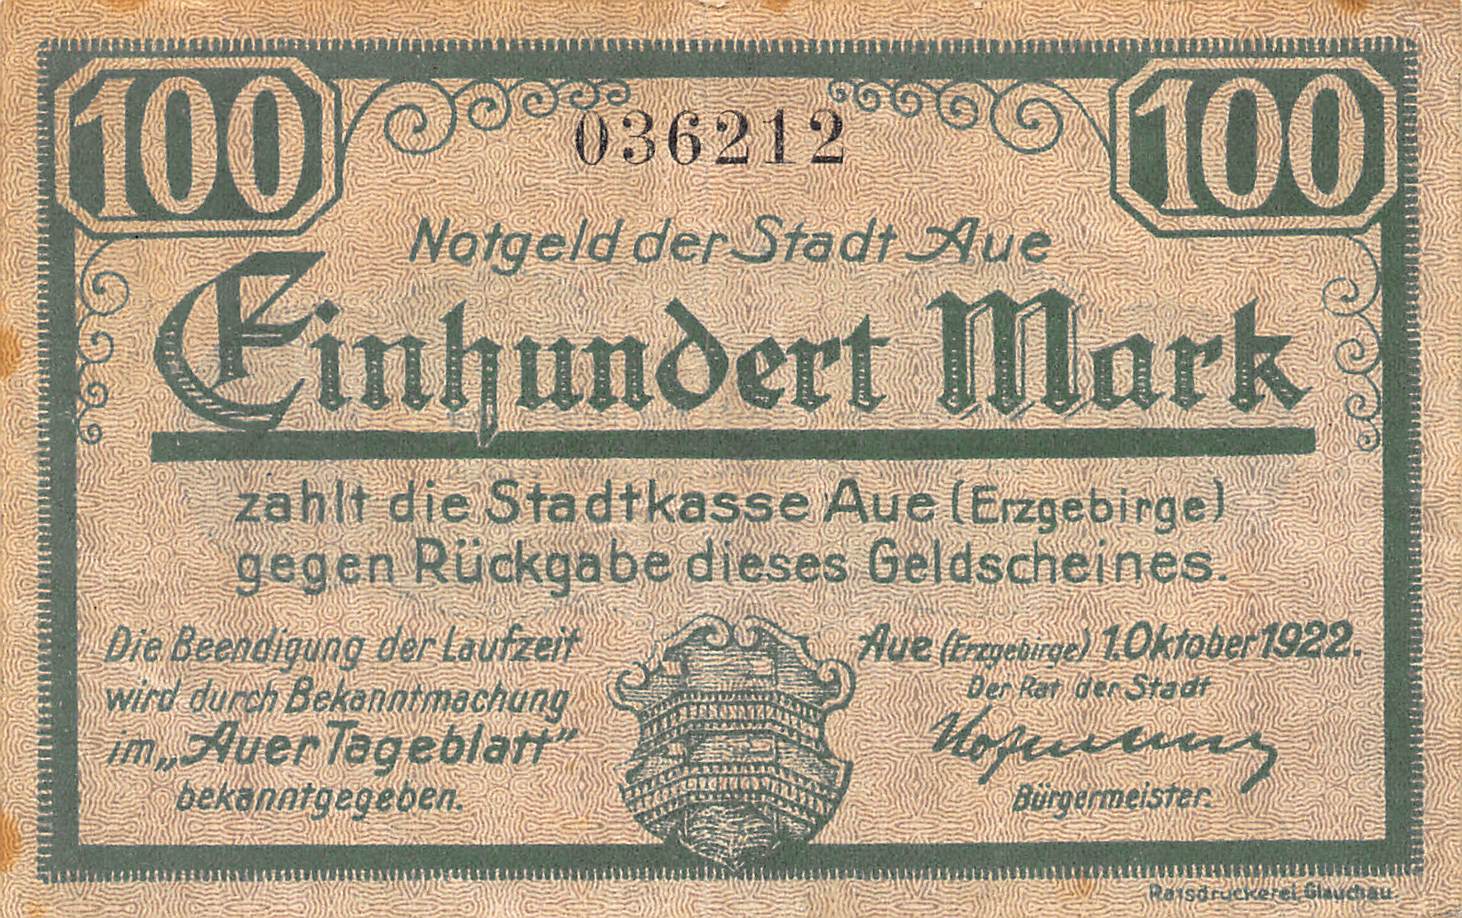 100 036212 100
Notgeld der Stadt Aue
Einhundert Mark
zahlt die Stadtkasse Aue (Erzgebirge)
gegen Rückgabe dieses Geldscheines.
Die Beendigung der Laufzeit
wird durch Bekanntmachung
im „Auer Tageblatt"
bekanntgegeben.
Aue (Erzgebirge) 1. Oktober 1922.
Der Rat der Stadt
Bürgermeister.
Ratsdruckerei Glauchau.